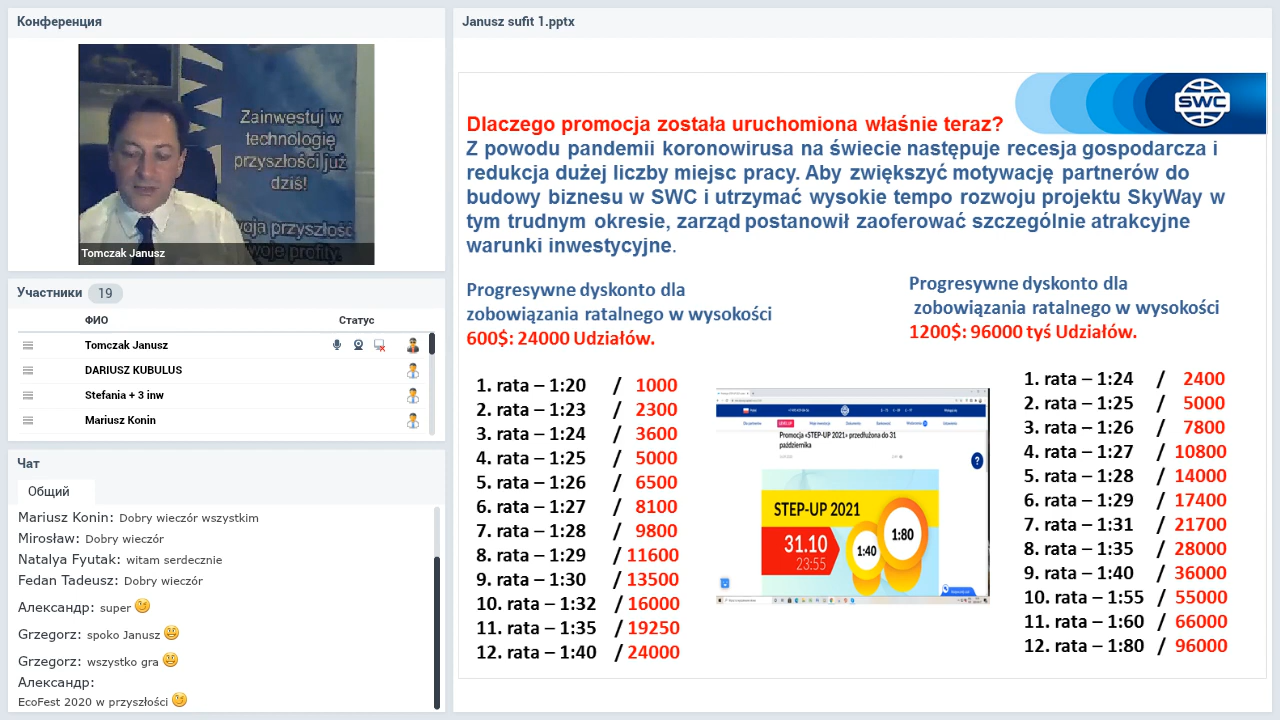 Конференция
Zainwestuj w
technologię
przyszłości już
dziś!
woja przyszłość
woje profity.
Tomczak Janusz
Участники 19
ФИО Статус
Tomczak Janusz
DARIUSZ KUBULUS
Stefania + 3 inw
Mariusz Konin
Чат
Общий
Mariusz Konin: Dobry wieczór wszystkim
Mirosław: Dobry wieczór
Natalya Fyutak: witam serdecznie
Fedan Tadeusz: Dobry wieczór
Александр: super
Grzegorz: spoko Janusz
Grzegorz: wszystko gra
Александр:
EcoFest 2020 w przyszłości
Janusz sufit 1.pptx
SWC
Dlaczego promocja została uruchomiona właśnie teraz?
Z powodu pandemii koronowirusa na świecie następuje recesja gospodarcza i
redukcja dużej liczby miejsc pracy. Aby zwiększyć motywację partnerów do
budowy biznesu w SWC i utrzymać wysokie tempo rozwoju projektu SkyWay w
tym trudnym okresie, zarząd postanowił zaoferować szczególnie atrakcyjne
warunki inwestycyjne.
Progresywne dyskonto dla
zobowiązania ratalnego w wysokości
600$: 24000 Udziałów.
1. rata – 1:20 / 1000
2. rata – 1:23 / 2300
3. rata – 1:24 / 3600
4. rata – 1:25 / 5000
5. rata – 1:26 / 6500
6. rata – 1:27 / 8100
7. rata – 1:28 / 9800
8. rata – 1:29 / 11600
9. rata – 1:30 / 13500
10. rata – 1:32 / 16000
11. rata – 1:35 / 19250
12. rata – 1:40 / 24000
Promocja «STEP-UP 2021» przedłużona do 31
października
STEP-UP 2021
31.10
23:55
1:40
1:80
Progresywne dyskonto dla
zobowiązania ratalnego w wysokości
1200$: 96000 tyś Udziałów.
1. rata – 1:24 / 2400
2. rata – 1:25 / 5000
3. rata – 1:26 / 7800
4. rata – 1:27 / 10800
5. rata – 1:28 / 14000
6. rata – 1:29 / 17400
7. rata – 1:31 / 21700
8. rata – 1:35 / 28000
9. rata – 1:40 / 36000
10. rata – 1:55 / 55000
11. rata – 1:60 / 66000
12. rata – 1:80 / 96000